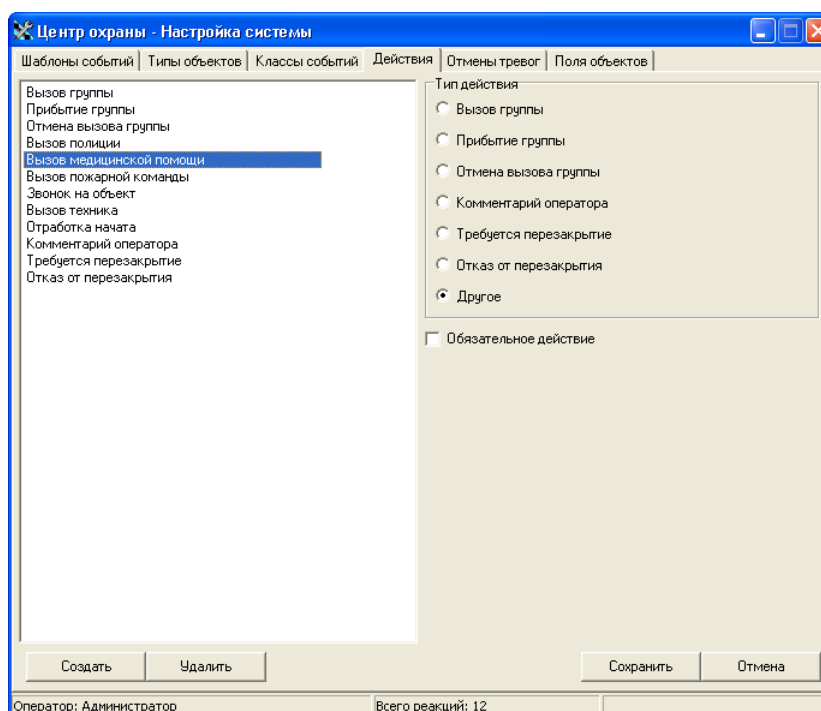 Центр охраны - Настройка системы
Шаблоны событий Типы объектов Классы событий Действия Отмены тревог Поля объектов
Вызов группы
Прибытие группы
Отмена вызова группы
Вызов полиции
Вызов медицинской помощи
Вызов пожарной команды
Звонок на объект
Вызов техника
Отработка начата
Комментарий оператора
Требуется перезакрытие
Отказ от перезакрытия
Тип действия
Вызов группы
Прибытие группы
Отмена вызова группы
Комментарий оператора
Требуется перезакрытие
Отказ от перезакрытия
Другое
Обязательное действие
Создать Удалить Сохранить Отмена
Оператор: Администратор Всего реакций: 12